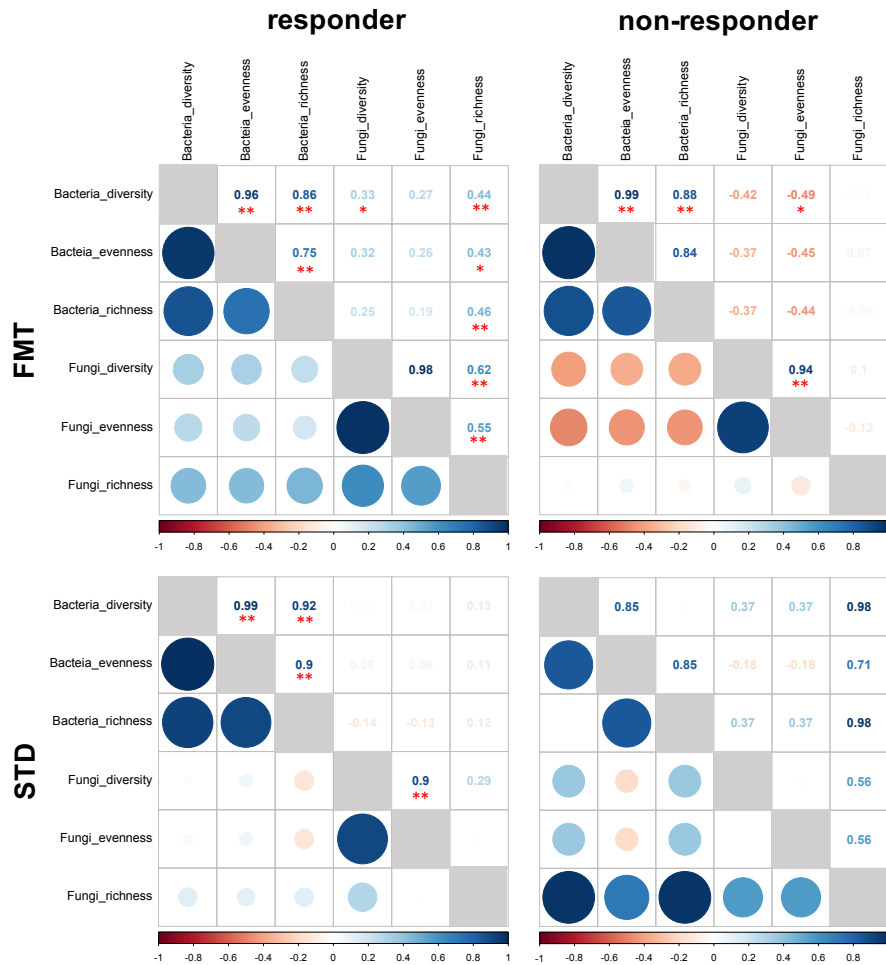 responder non-responder
Bacteria_diversity Bacteia_evenness Bacteria_richness Fungi_diversity Fungi_evenness Fungi_richness Bacteria_diversity Bacteia_evenness Bacteria_richness Fungi_diversity Fungi_evenness Fungi_richness
FMT
Bacteria_diversity 0.96 0.86 0.33 0.27 0.44 0.99 0.88 -0.42 -0.49
** ** * ** ** ** *
Bacteia_evenness 0.75 0.32 0.26 0.43 0.84 -0.37 -0.45 0.07
** *
Bacteria_richness 0.25 0.19 0.46 -0.37 -0.44
**
Fungi_diversity 0.98 0.62 0.94 0.1
** **
Fungi_evenness 0.55 -0.12
**
Fungi_richness
-1 -0.8 -0.6 -0.4 -0.2 0 0.2 0.4 0.6 0.8 1 -1 -0.8 -0.6 -0.4 -0.2 0 0.2 0.4 0.6 0.8
STD
Bacteria_diversity 0.99 0.92 0.13 0.85 0.37 0.37 0.98
** **
Bacteia_evenness 0.9 0.06 0.06 0.11 0.85 -0.18 -0.18 0.71
**
Bacteria_richness -0.14 -0.13 0.12 0.37 0.37 0.98
Fungi_diversity 0.9 0.29 0.56
**
Fungi_evenness 0.56
Fungi_richness
-1 -0.8 -0.6 -0.4 -0.2 0 0.2 0.4 0.6 0.8 1 -1 -0.8 -0.6 -0.4 -0.2 0 0.2 0.4 0.6 0.8